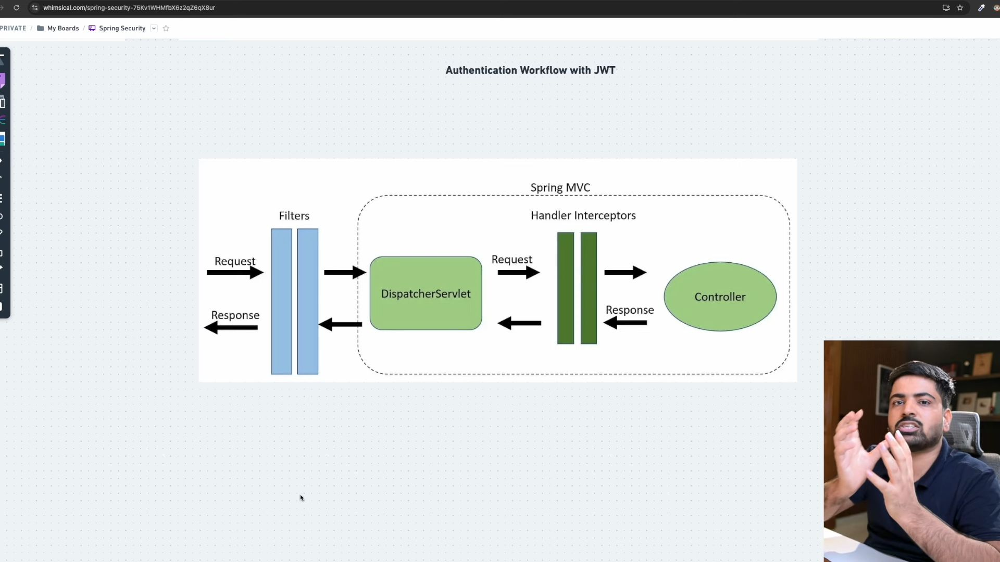 whimsical.com/spring-security-75Kv1WHMfbX6z2qZ6qX8ur
PRIVATE / My Boards / Spring Security
Authentication Workflow with JWT
Spring MVC
Filters
Handler Interceptors
Request
Request
DispatcherServlet
Controller
Response
Response